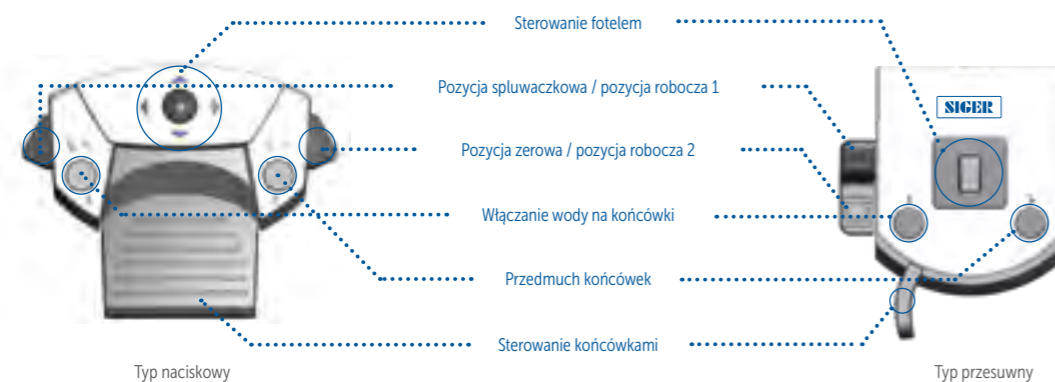 Sterowanie fotelem
Pozycja spluwaczkowa / pozycja robocza 1
SIGER
Pozycja zerowa / pozycja robocza 2
Włączanie wody na końcówki
Przedmuch końcówek
Sterowanie końcówkami
Typ naciskowy
Typ przesuwny